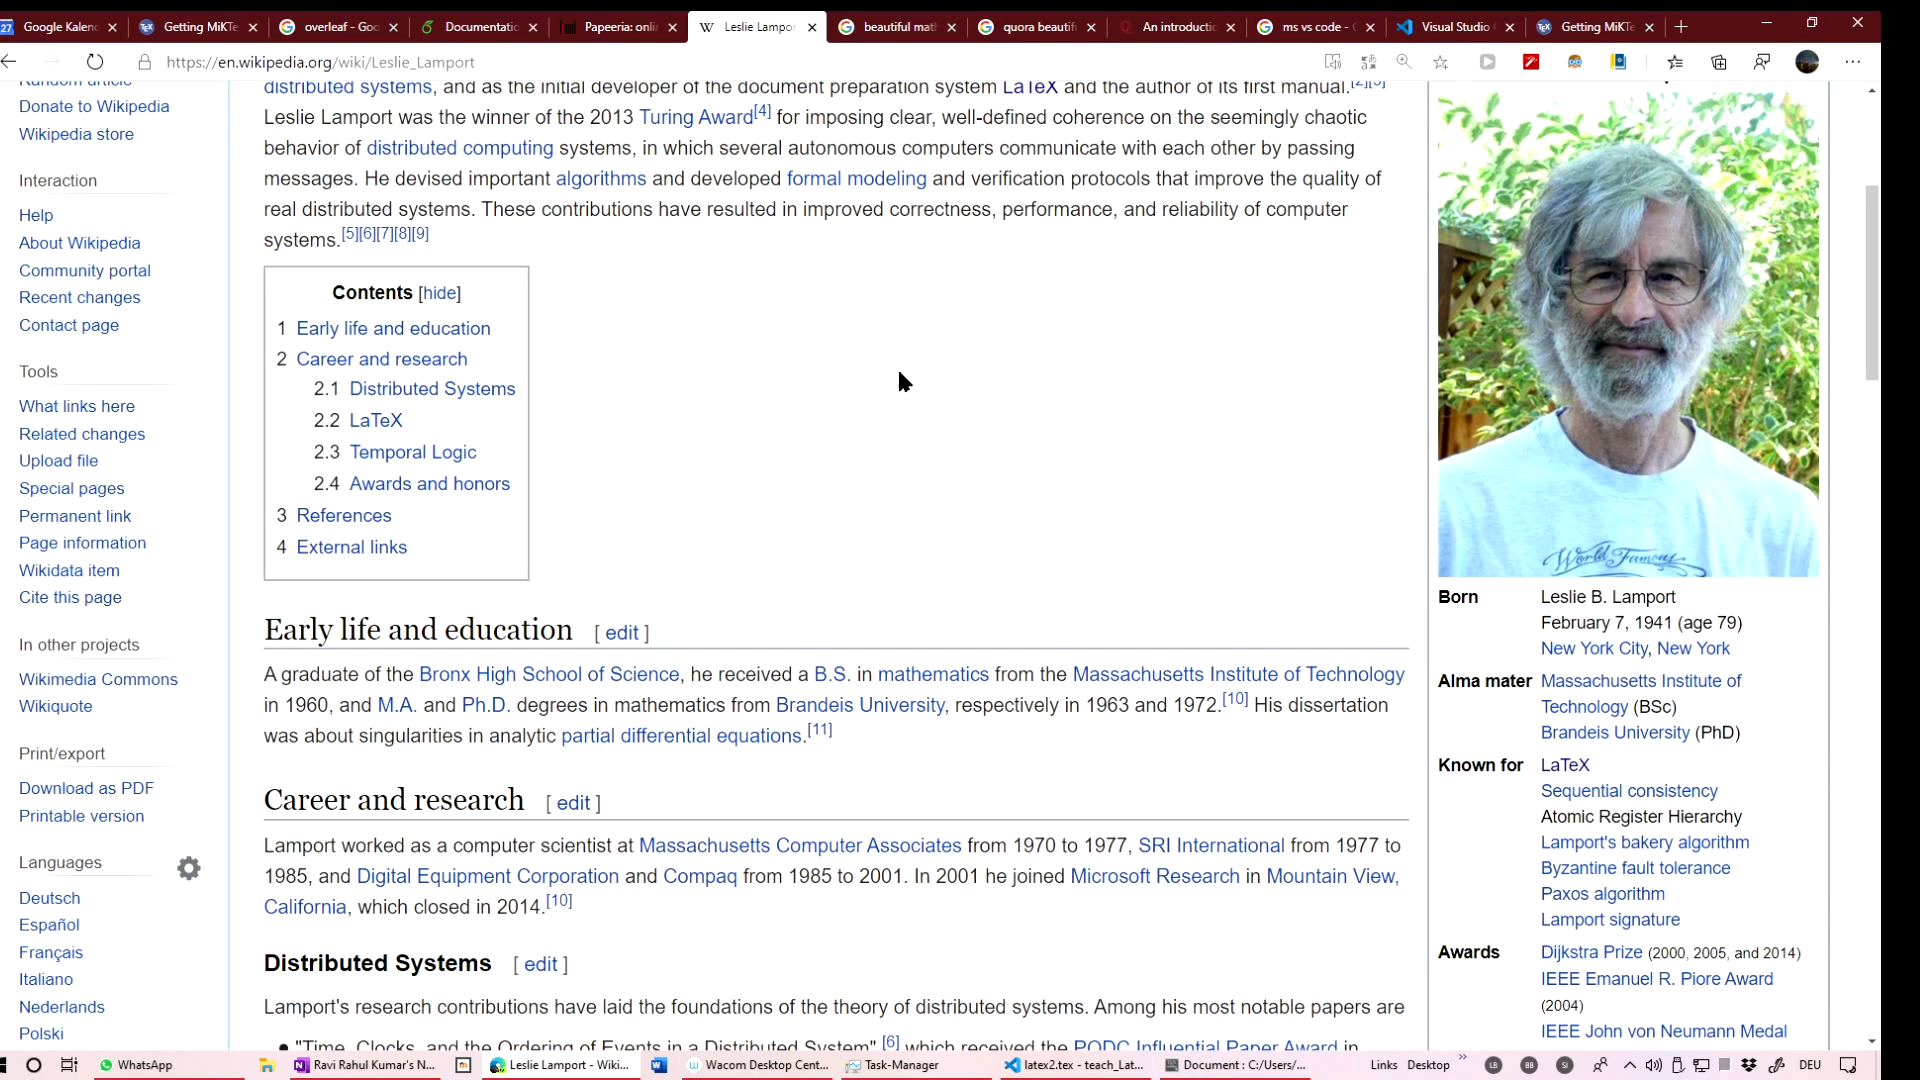 27 Google Kalen
Getting MiKTe
overleaf - Goo
Documentatio
Papeeria: onli
Leslie Lampor
beautiful mat
quora beautif
An introductic
ms vs code -
Visual Studio
Getting MiKTe
https://en.wikipedia.org/wiki/Leslie_Lamport
Random article
Donate to Wikipedia
Wikipedia store
Interaction
Help
About Wikipedia
Community portal
Recent changes
Contact page
Tools
What links here
Related changes
Upload file
Special pages
Permanent link
Page information
Wikidata item
Cite this page
In other projects
Wikimedia Commons
Wikiquote
Print/export
Download as PDF
Printable version
Languages
Deutsch
Español
Français
Italiano
Nederlands
Polski
distributed systems, and as the initial developer of the document preparation system LaTeX and the author of its first manual.[2][3]
Leslie Lamport was the winner of the 2013 Turing Award[4] for imposing clear, well-defined coherence on the seemingly chaotic
behavior of distributed computing systems, in which several autonomous computers communicate with each other by passing
messages. He devised important algorithms and developed formal modeling and verification protocols that improve the quality of
real distributed systems. These contributions have resulted in improved correctness, performance, and reliability of computer
systems.[5][6][7][8][9]
Contents [hide]
1 Early life and education
2 Career and research
2.1 Distributed Systems
2.2 LaTeX
2.3 Temporal Logic
2.4 Awards and honors
3 References
4 External links
Early life and education [ edit ]
A graduate of the Bronx High School of Science, he received a B.S. in mathematics from the Massachusetts Institute of Technology
in 1960, and M.A. and Ph.D. degrees in mathematics from Brandeis University, respectively in 1963 and 1972.[10] His dissertation
was about singularities in analytic partial differential equations.[11]
Career and research [ edit ]
Lamport worked as a computer scientist at Massachusetts Computer Associates from 1970 to 1977, SRI International from 1977 to
1985, and Digital Equipment Corporation and Compaq from 1985 to 2001. In 2001 he joined Microsoft Research in Mountain View,
California, which closed in 2014.[10]
Distributed Systems [ edit ]
Lamport's research contributions have laid the foundations of the theory of distributed systems. Among his most notable papers are
• "Time, Clocks, and the Ordering of Events in a Distributed System",[6] which received the PODC Influential Paper Award in
World Famous
Born Leslie B. Lamport
February 7, 1941 (age 79)
New York City, New York
Alma mater Massachusetts Institute of
Technology (BSc)
Brandeis University (PhD)
Known for LaTeX
Sequential consistency
Atomic Register Hierarchy
Lamport's bakery algorithm
Byzantine fault tolerance
Paxos algorithm
Lamport signature
Awards Dijkstra Prize (2000, 2005, and 2014)
IEEE Emanuel R. Piore Award
(2004)
IEEE John von Neumann Medal
WhatsApp
Ravi Rahul Kumar's N...
Leslie Lamport - Wiki...
Wacom Desktop Cent...
Task-Manager
latex2.tex - teach_Lat...
Document : C:/Users/...
Links
Desktop
DEU